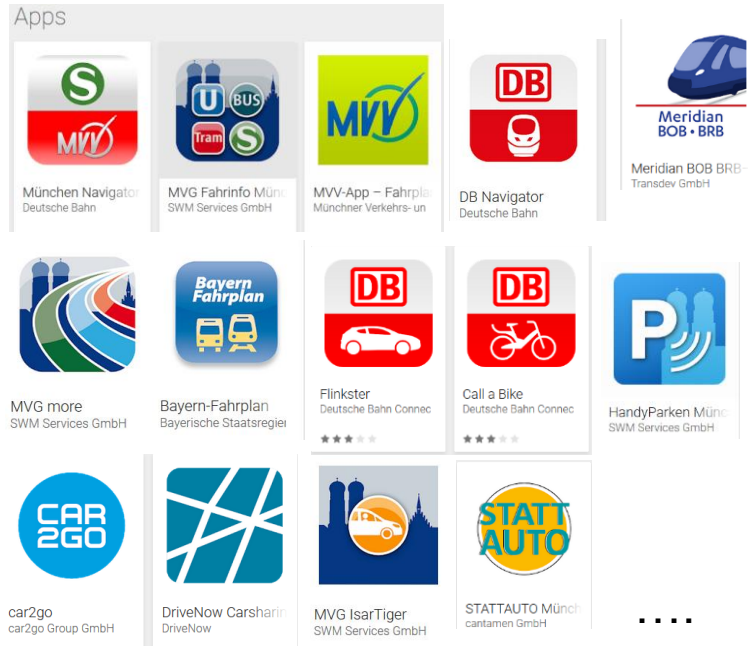 Apps
S
MVV
München Navigator
Deutsche Bahn
U BUS
Tram S
MVG Fahrinfo Münc
SWM Services GmbH
MVV
MVV-App – Fahrpla
Münchner Verkehrs- un
DB
DB Navigator
Deutsche Bahn
Meridian
BOB • BRB
Meridian BOB BRB-
Transdev GmbH
MVG more
SWM Services GmbH
Bayern
Fahrplan
Bayern-Fahrplan
Bayerische Staatsregier
DB
Flinkster
Deutsche Bahn Connec
DB
Call a Bike
Deutsche Bahn Connec
P
HandyParken Münc
SWM Services GmbH
CAR
2GO
car2go
car2go Group GmbH
DriveNow Carsharin
DriveNow
MVG IsarTiger
SWM Services GmbH
STATT
AUTO
STATTAUTO Münch
cantamen GmbH
....